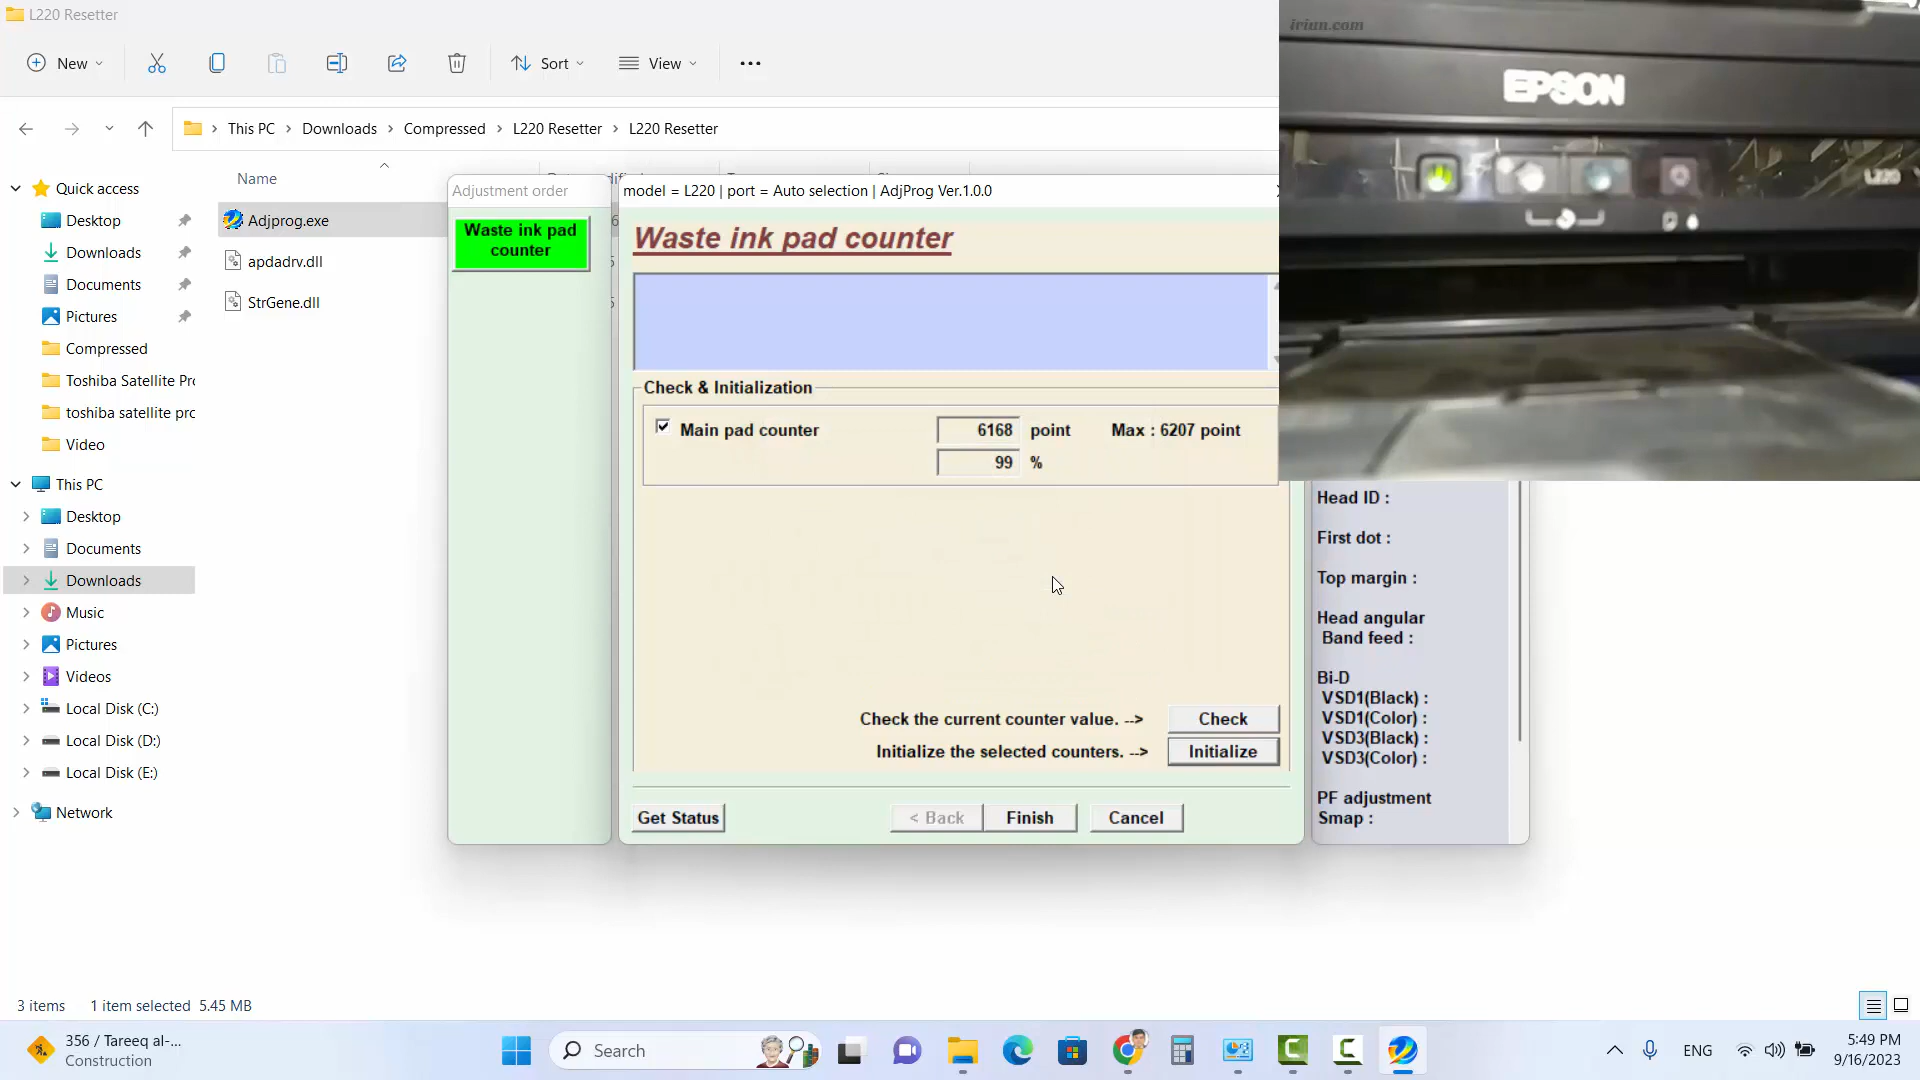 L220 Resetter
New
Sort
View
This PC
Downloads
Compressed
L220 Resetter
L220 Resetter
Quick access
Desktop
Downloads
Documents
Pictures
Compressed
Toshiba Satellite Pr
toshiba satellite prc
Video
This PC
Desktop
Documents
Downloads
Music
Pictures
Videos
Local Disk (C:)
Local Disk (D:)
Local Disk (E:)
Network
Name
Adjprog.exe
apdadrv.dll
StrGene.dll
Adjustment order
Waste ink pad
counter
model = L220 | port = Auto selection | AdjProg Ver.1.0.0
Waste ink pad counter
Check & Initialization
Main pad counter 6168 point Max : 6207 point
99 %
Check the current counter value. --> Check
Initialize the selected counters. --> Initialize
Get Status
< Back
Finish
Cancel
Head ID :
First dot :
Top margin :
Head angular
Band feed :
Bi-D
VSD1(Black) :
VSD1(Color) :
VSD3(Black) :
VSD3(Color) :
PF adjustment
Smap :
EPSON
L220
3 items 1 item selected 5.45 MB
356 / Tareeq al-...
Construction
Search
ENG
5:49 PM
9/16/2023